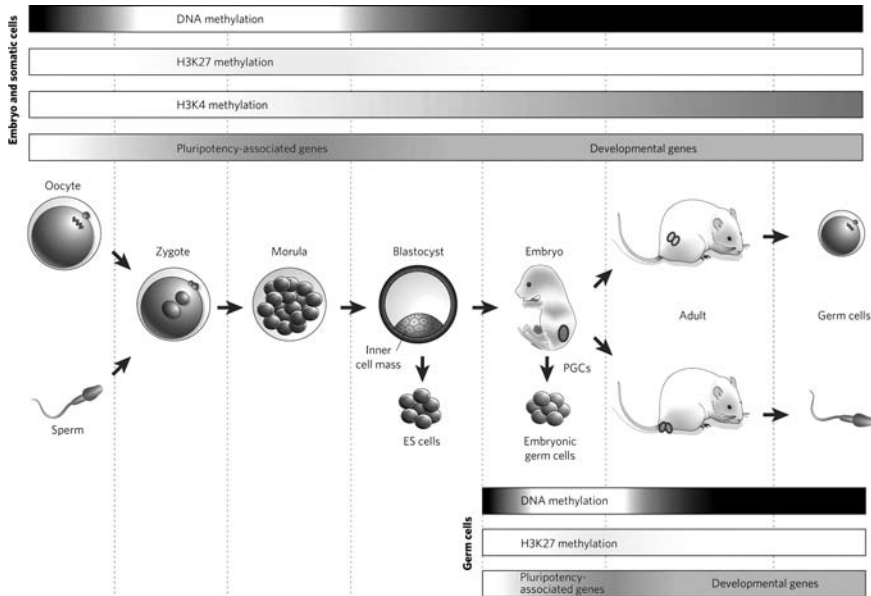 Embryo and somatic cells
DNA methylation
H3K27 methylation
H3K4 methylation
Pluripotency-associated genes Developmental genes
Oocyte
Zygote
Morula
Blastocyst
Embryo
Inner
cell mass
PGCs
Adult
Germ cells
Sperm
ES cells
Embryonic
germ cells
Germ cells
DNA methylation
H3K27 methylation
Pluripotency-
associated genes
Developmental genes